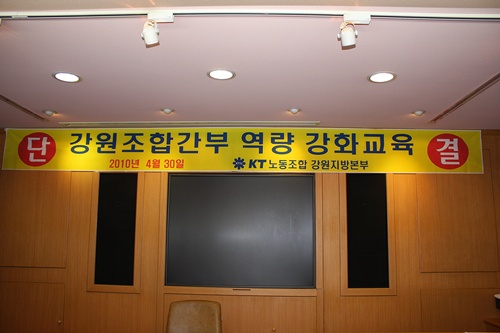 단 강원조합간부 역량 강화교육 결
2010년 4월 30일 KT 노동조합 강원지방본부